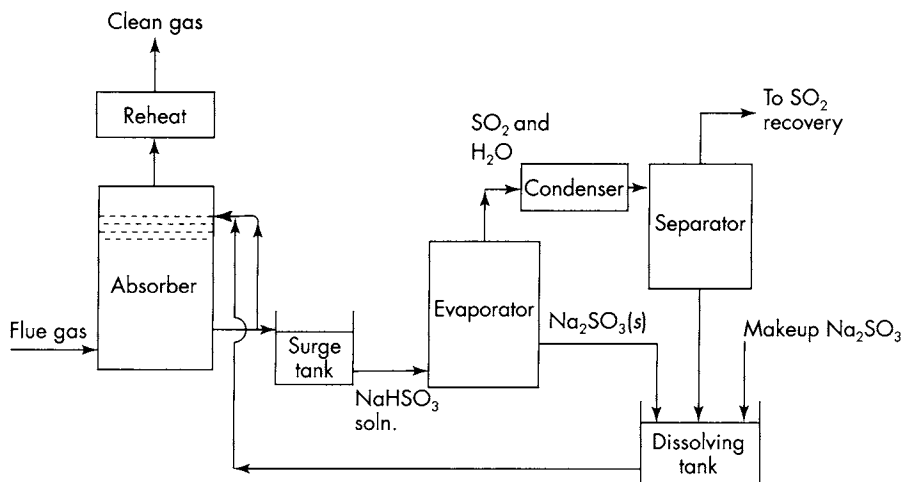 Clean gas
Reheat
To SO₂
recovery
SO₂ and
H₂O
Condenser
Separator
Absorber
Evaporator
Flue gas
Na₂SO₃(s)
Makeup Na₂SO₃
Surge
tank
NaHSO₃
soln.
Dissolving
tank